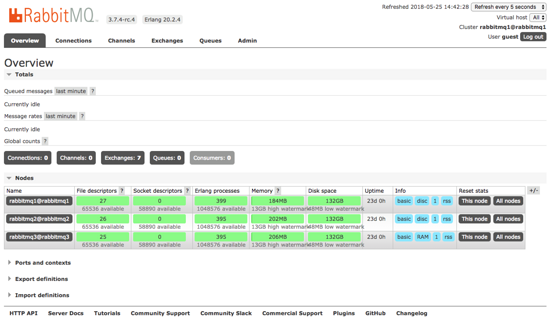 RabbitMQ 3.7.4-rc.4 Erlang 20.2.4
Refreshed 2018-05-25 14:42:28 Refresh every 5 seconds
Virtual host All
Cluster rabbitmq1@rabbitmq1
User guest Log out
Overview Connections Channels Exchanges Queues Admin
Overview
Totals
Queued messages last minute ?
Currently idle
Message rates last minute ?
Currently idle
Global counts ?
Connections: 0 Channels: 0 Exchanges: 7 Queues: 0 Consumers: 0
Nodes
Name File descriptors ? Socket descriptors ? Erlang processes Memory ? Disk space Uptime Info Reset stats +/-
rabbitmq1@rabbitmq1 27 0 399 184MB 132GB 23d 0h basic disc 1 rss This node All nodes
65536 available 58890 available 1048576 available 13GB high watermark 48MB low watermark
rabbitmq2@rabbitmq2 26 0 395 202MB 132GB 23d 0h basic disc 1 rss This node All nodes
65536 available 58890 available 1048576 available 13GB high watermark 48MB low watermark
rabbitmq3@rabbitmq3 25 0 395 206MB 132GB 23d 0h basic RAM 1 rss This node All nodes
65536 available 58890 available 1048576 available 13GB high watermark 48MB low watermark
Ports and contexts
Export definitions
Import definitions
HTTP API Server Docs Tutorials Community Support Community Slack Commercial Support Plugins GitHub Changelog